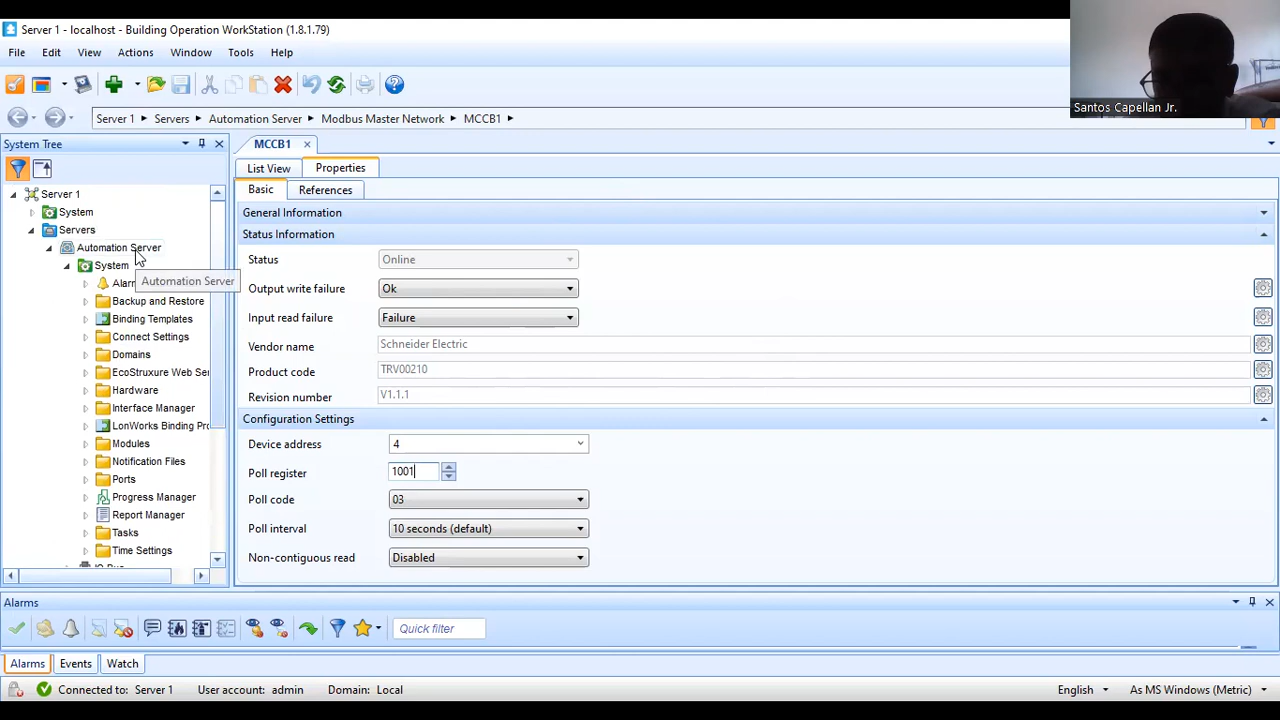 Server 1 - localhost - Building Operation WorkStation (1.8.1.79)
File Edit View Actions Window Tools Help
Santos Capellan Jr.
Server 1 Servers Automation Server Modbus Master Network MCCB1
System Tree
MCCB1
List View Properties
Basic References
Server 1
System
Servers
Automation Server
System
Automation Server
Alarm
Backup and Restore
Binding Templates
Connect Settings
Domains
EcoStruxure Web Ser
Hardware
Interface Manager
LonWorks Binding Pro
Modules
Notification Files
Ports
Progress Manager
Report Manager
Tasks
Time Settings
General Information
Status Information
Status Online
Output write failure Ok
Input read failure Failure
Vendor name Schneider Electric
Product code TRV00210
Revision number V1.1.1
Configuration Settings
Device address 4
Poll register 1001
Poll code 03
Poll interval 10 seconds (default)
Non-contiguous read Disabled
Alarms
Quick filter
Alarms Events Watch
Connected to: Server 1 User account: admin Domain: Local English As MS Windows (Metric)